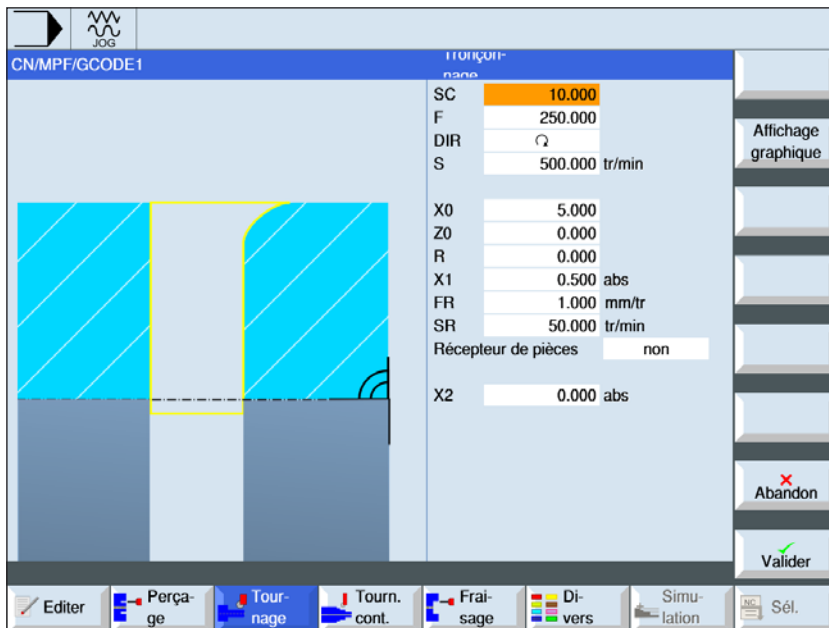 JOG
CN/MPF/GCODE1
Tronçon-
nage
SC 10.000
F 250.000
DIR
S 500.000 tr/min
X0 5.000
Z0 0.000
R 0.000
X1 0.500 abs
FR 1.000 mm/tr
SR 50.000 tr/min
Récepteur de pièces non
X2 0.000 abs
Affichage
graphique
Abandon
Valider
Editer
Perça-
ge
Tour-
nage
Tourn.
cont.
Frai-
sage
Di-
vers
Simu-
lation
NC
Sél.